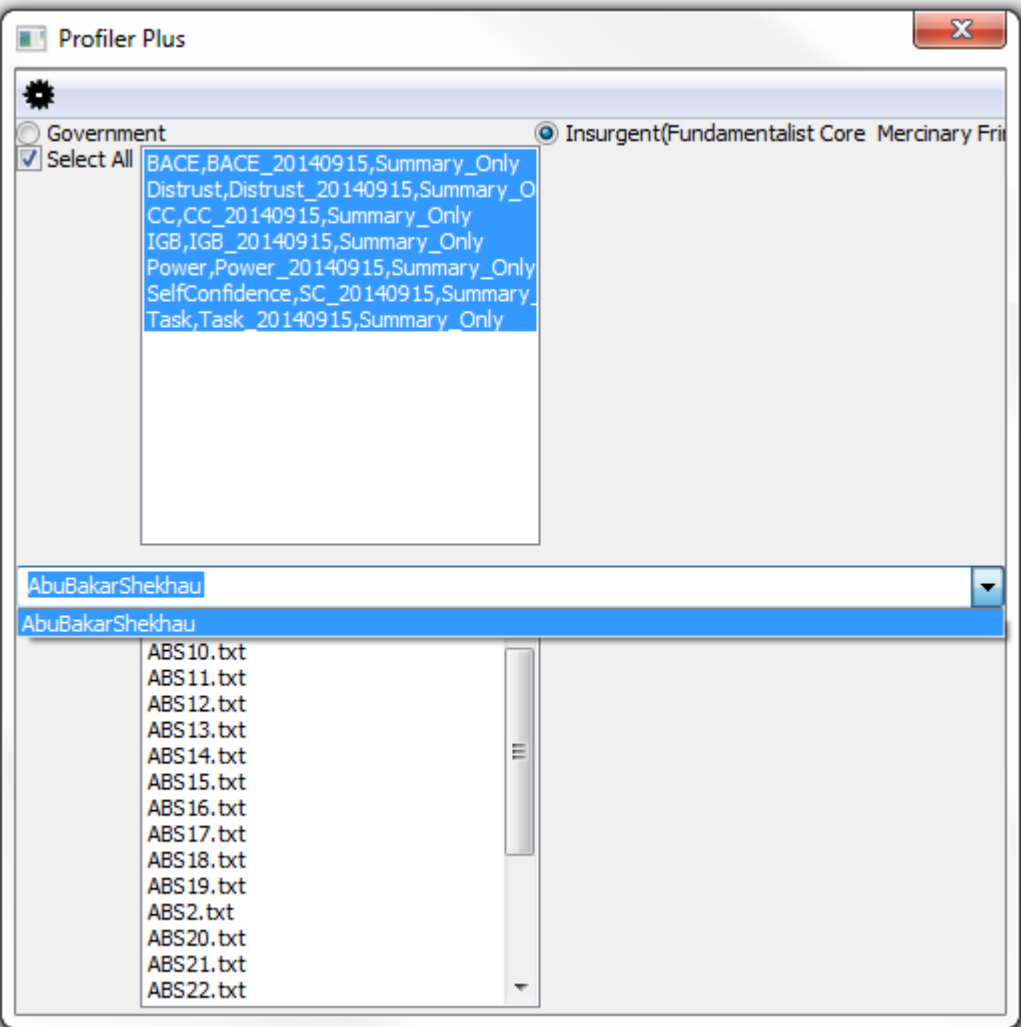 Profiler Plus
Government
Insurgent(Fundamentalist Core Mercinary Fri
Select All
BACE,BACE_20140915,Summary_Only
Distrust,Distrust_20140915,Summary_O
CC,CC_20140915,Summary_Only
IGB,IGB_20140915,Summary_Only
Power,Power_20140915,Summary_Only
SelfConfidence,SC_20140915,Summary_
Task,Task_20140915,Summary_Only
AbuBakarShekhau
AbuBakarShekhau
ABS10.txt
ABS11.txt
ABS12.txt
ABS13.txt
ABS14.txt
ABS15.txt
ABS16.txt
ABS17.txt
ABS18.txt
ABS19.txt
ABS2.txt
ABS20.txt
ABS21.txt
ABS22.txt